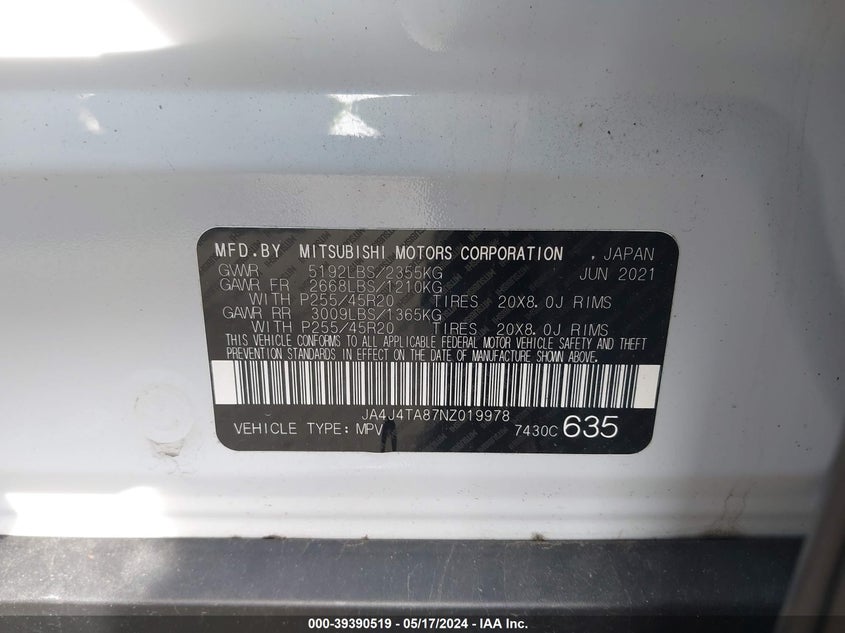 MFD.BY MITSUBISHI MOTORS CORPORATION , JAPAN
GVWR 5192LBS/2355KG JUN 2021
GAWR FR 2668LBS/1210KG
WITH P255/45R20 TIRES 20X8.0J RIMS
GAWR RR 3009LBS/1365KG
WITH P255/45R20 TIRES 20X8.0J RIMS
THIS VEHICLE CONFORMS TO ALL APPLICABLE FEDERAL MOTOR VEHICLE SAFETY AND THEFT
PREVENTION STANDARDS IN EFFECT ON THE DATE OF MANUFACTURE SHOWN ABOVE.
JA4J4TA87NZ019978
VEHICLE TYPE: MPV 7430C 635
000-39390519 - 05/17/2024 - IAA Inc.